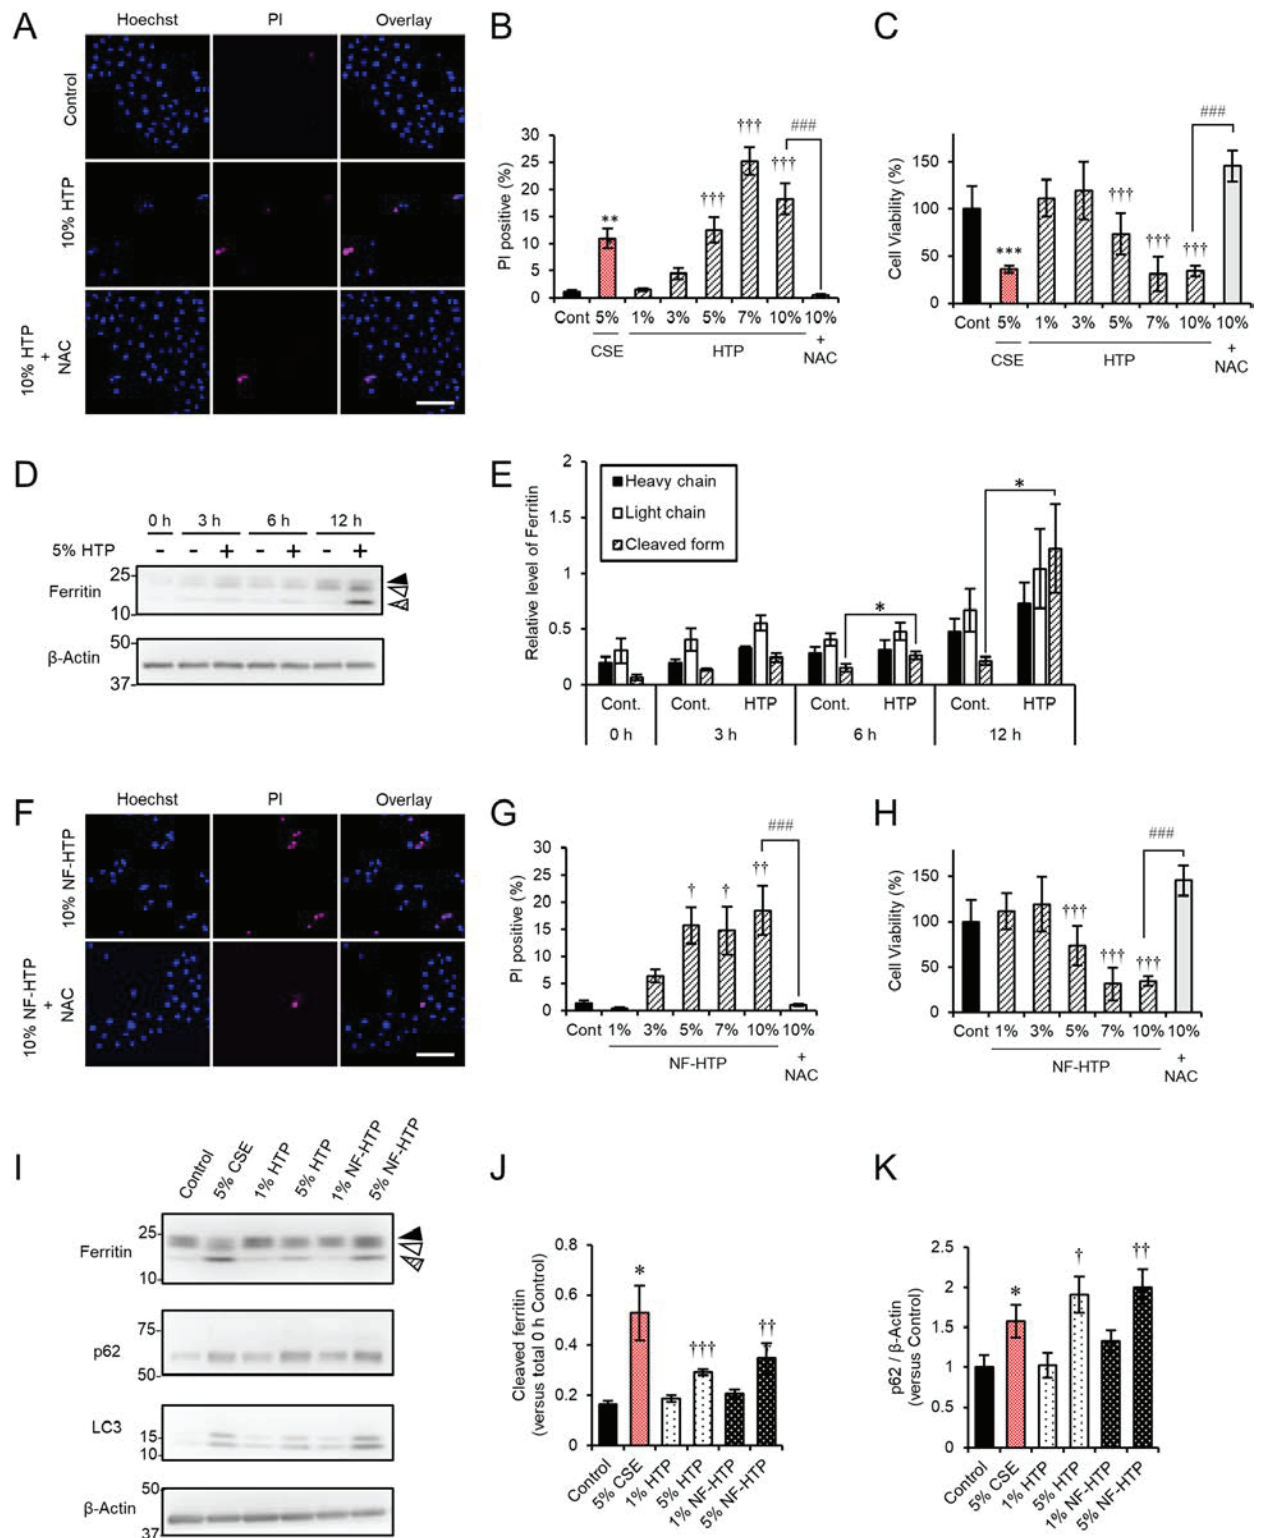 A
Hoechst PI Overlay
Control
10% HTP
10% HTP
+
NAC
B
PI positive (%)
30
25
20
15
10
5
0
**
†††
†††
†††
###
Cont 5% 1% 3% 5% 7% 10% 10%
CSE HTP + NAC
C
Cell Viability (%)
150
100
50
0
***
†††
†††
†††
###
Cont 5% 1% 3% 5% 7% 10% 10%
CSE HTP + NAC
D
0 h 3 h 6 h 12 h
5% HTP - - + - + - +
Ferritin
25
10
β-Actin
50
37
E
Relative level of Ferritin
2
1.5
1
0.5
0
Heavy chain
Light chain
Cleaved form
*
*
Cont. Cont. HTP Cont. HTP Cont. HTP
0 h 3 h 6 h 12 h
F
Hoechst PI Overlay
10% NF-HTP
10% NF-HTP
+
NAC
G
PI positive (%)
30
25
20
15
10
5
0
†
†
††
###
Cont 1% 3% 5% 7% 10% 10%
NF-HTP + NAC
H
Cell Viability (%)
150
100
50
0
†††
†††
†††
###
Cont 1% 3% 5% 7% 10% 10%
NF-HTP + NAC
I
Control 5% CSE 1% HTP 5% HTP 1% NF-HTP 5% NF-HTP
Ferritin
25
10
p62
75
50
LC3
15
10
β-Actin
50
37
J
Cleaved ferritin
(versus total 0 h Control)
0.8
0.6
0.4
0.2
0
*
†††
††
Control 5% CSE 1% HTP 5% HTP 1% NF-HTP 5% NF-HTP
K
p62 / β-Actin
(versus Control)
2.5
2
1.5
1
0.5
0
*
†
††
Control 5% CSE 1% HTP 5% HTP 1% NF-HTP 5% NF-HTP